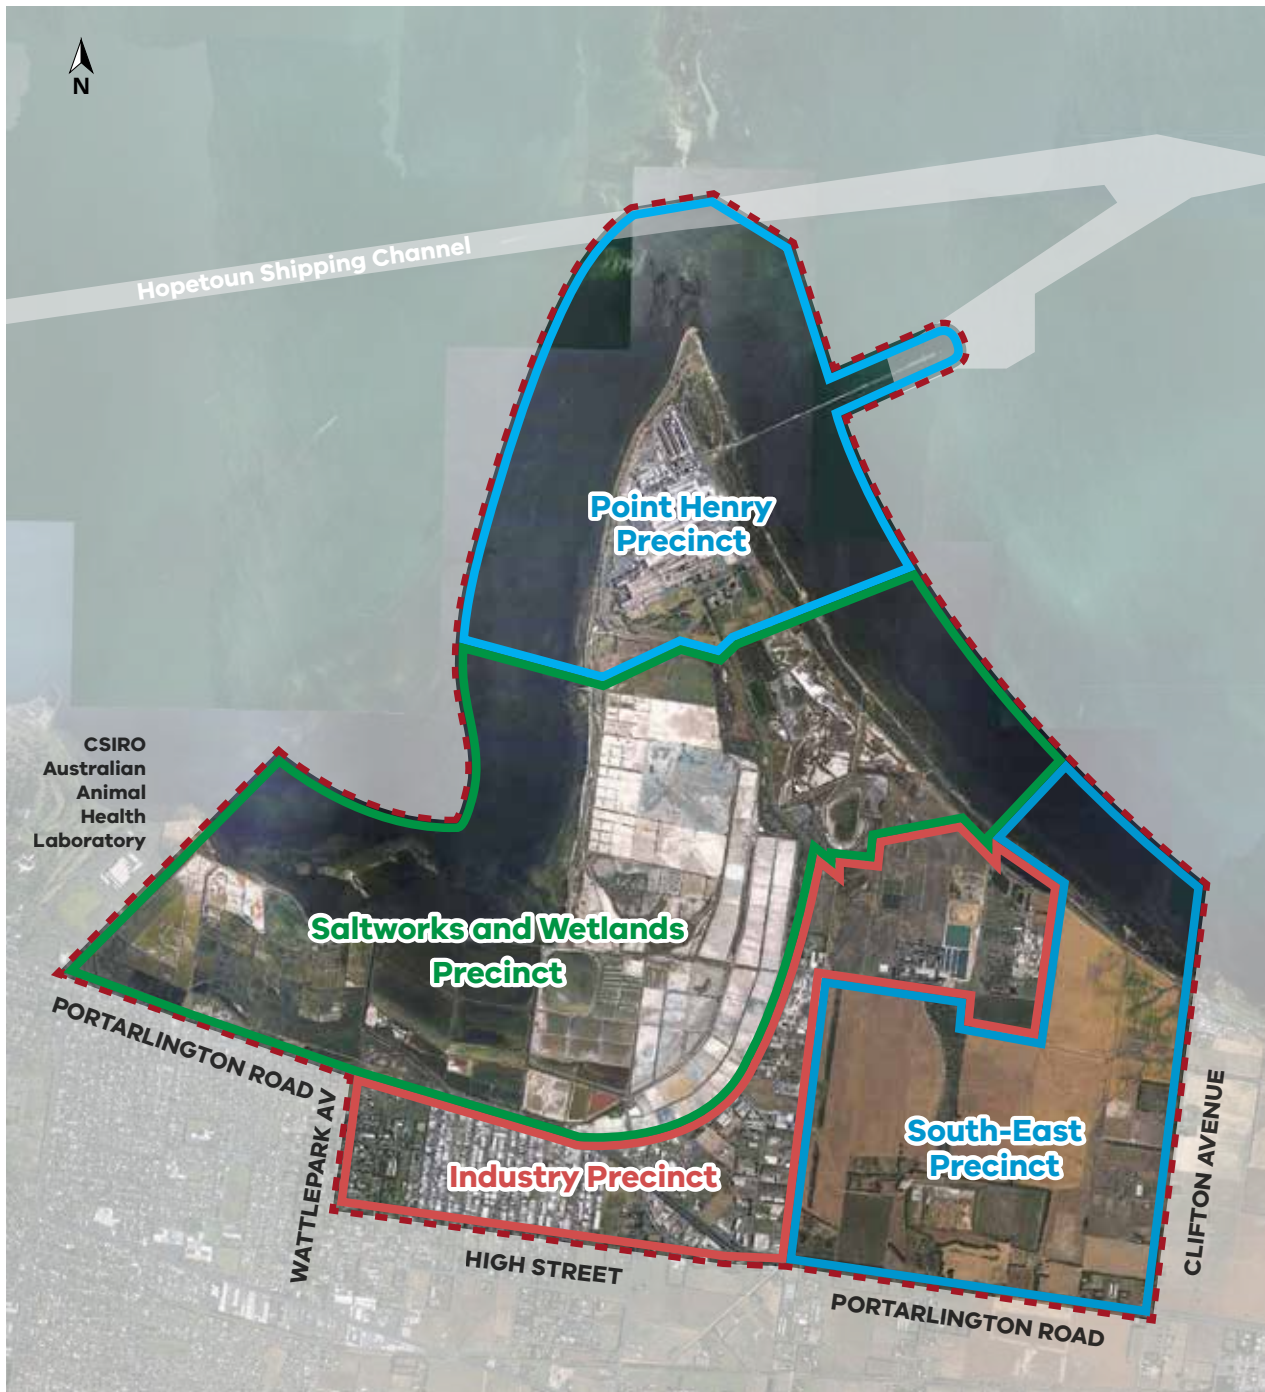 N
Hopetoun Shipping Channel
Point Henry
Precinct
CSIRO
Australian
Animal
Health
Laboratory
Saltworks and Wetlands
Precinct
PORTARLINGTON ROAD
WATTLEPARK AV
Industry Precinct
HIGH STREET
South-East
Precinct
CLIFTON AVENUE
PORTARLINGTON ROAD